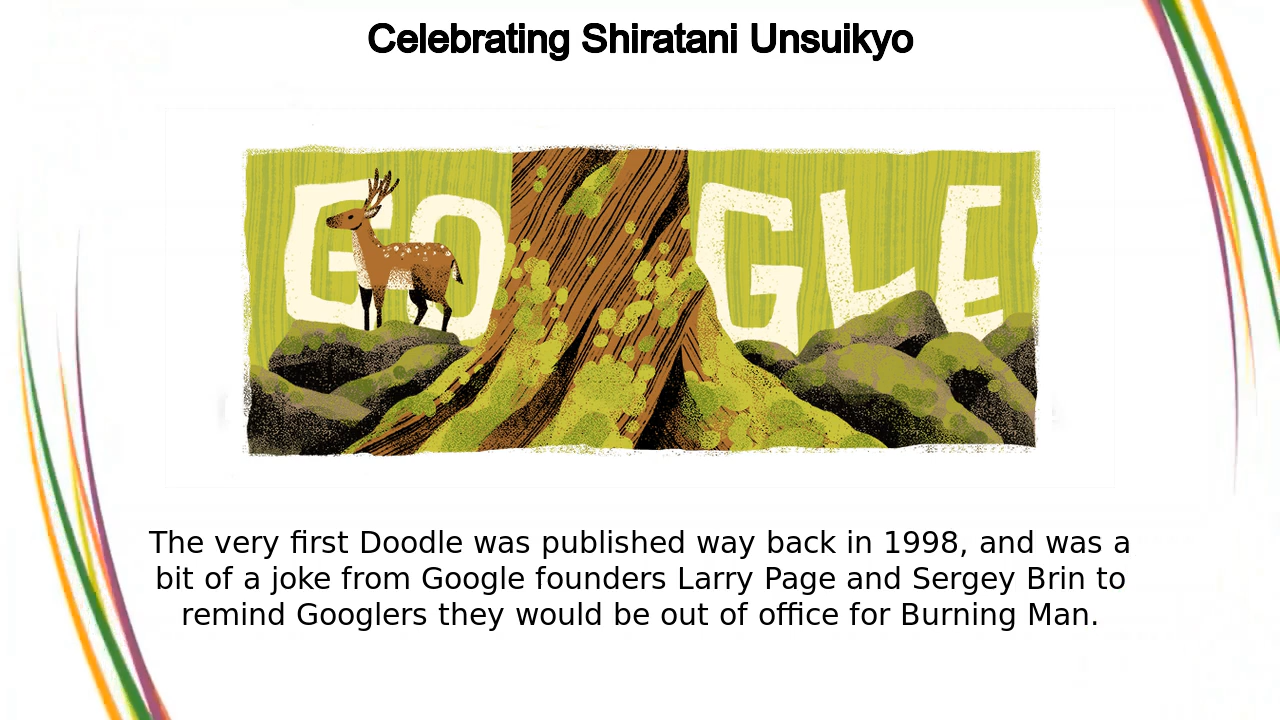 Celebrating Shiratani Unsuikyo
GO GLE
The very first Doodle was published way back in 1998, and was a
bit of a joke from Google founders Larry Page and Sergey Brin to
remind Googlers they would be out of office for Burning Man.